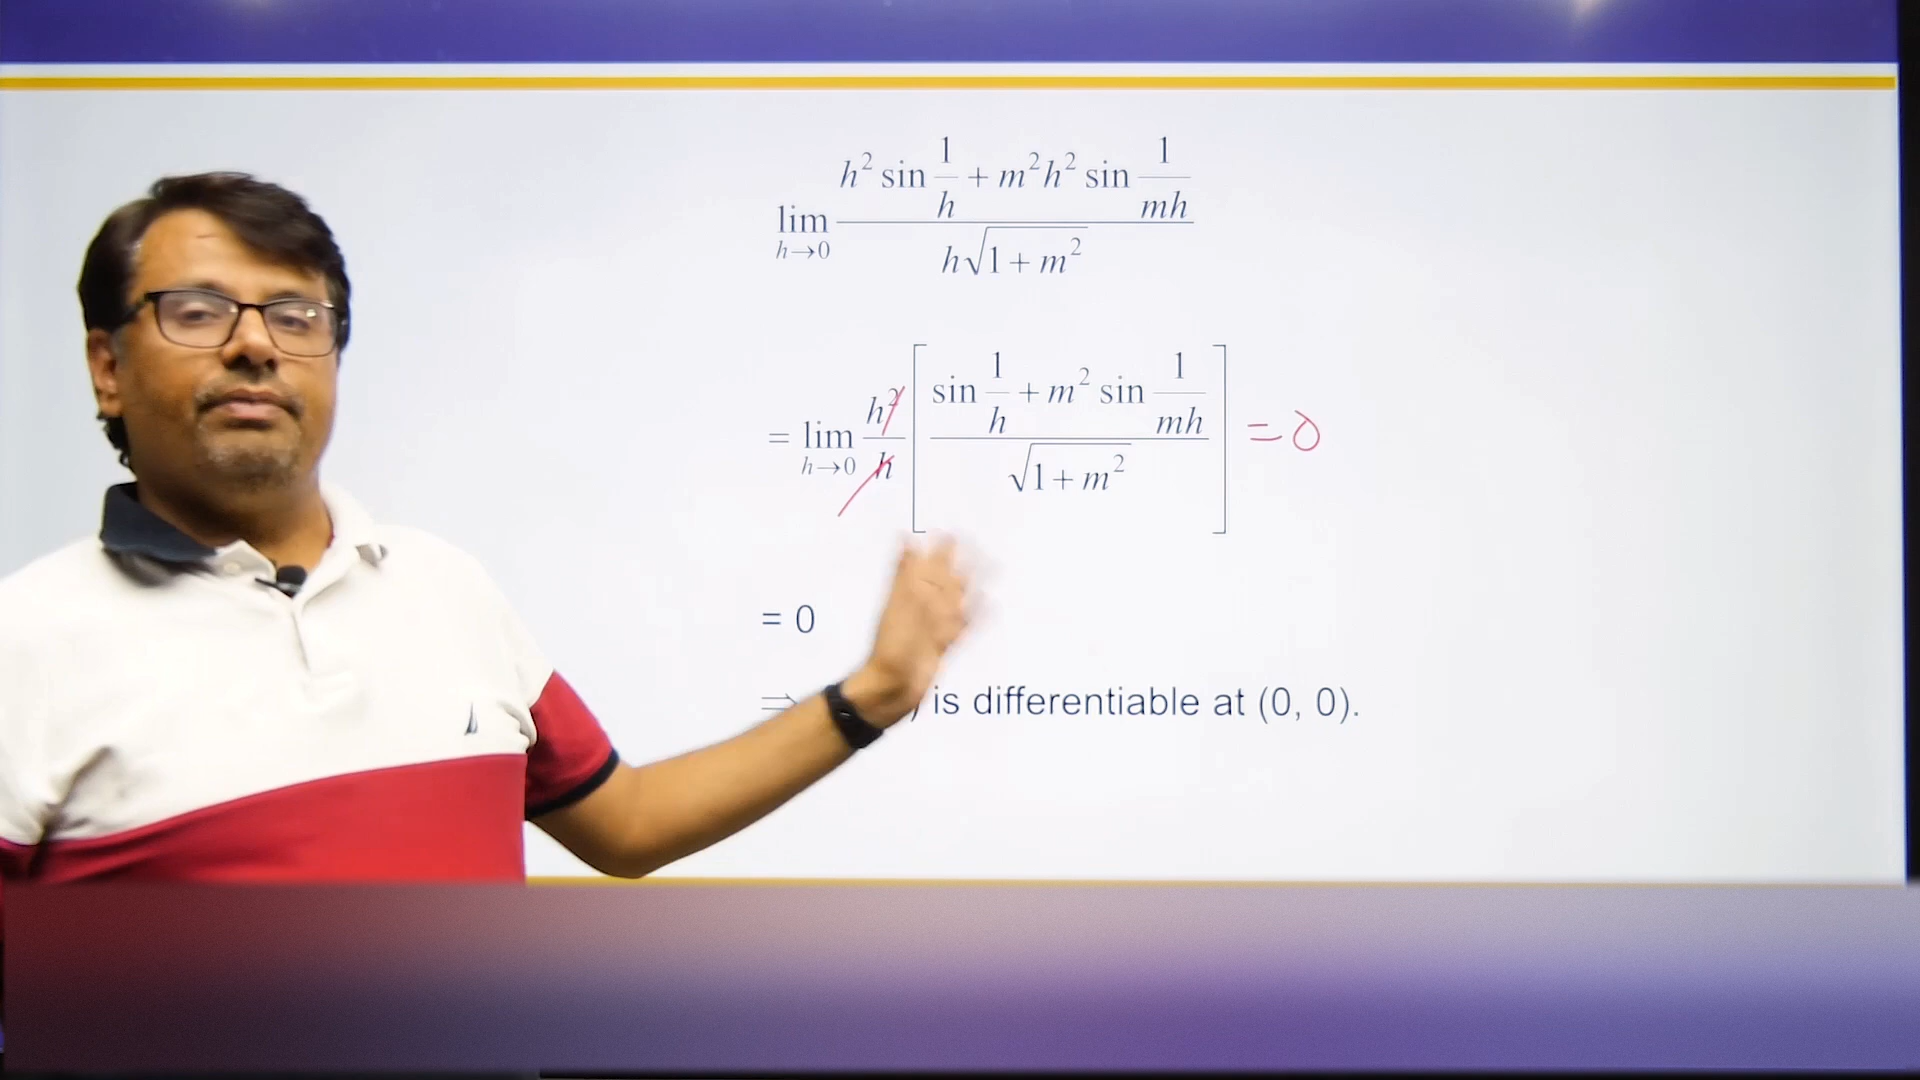 lim h→0 (h² sin 1/h + m²h² sin 1/mh) / (h√(1 + m²))
= lim h→0 h²/h [ (sin 1/h + m² sin 1/mh) / √(1 + m²) ] = 0
= 0
⇒ ) is differentiable at (0, 0).